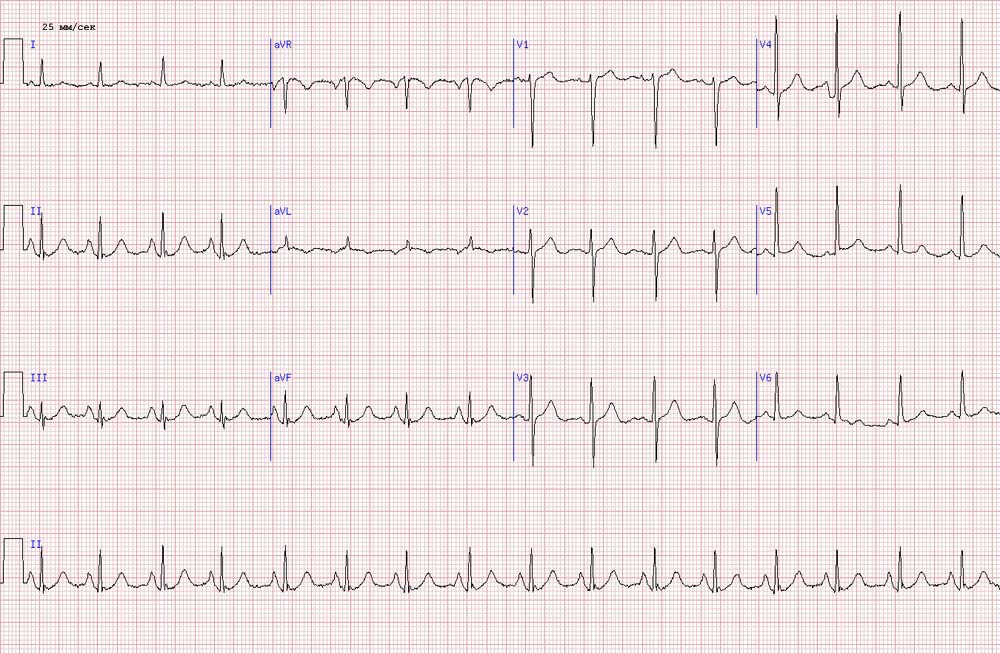 25 мм/сек
I aVR V1 V4
II aVL V2 V5
III aVF V3 V6
II